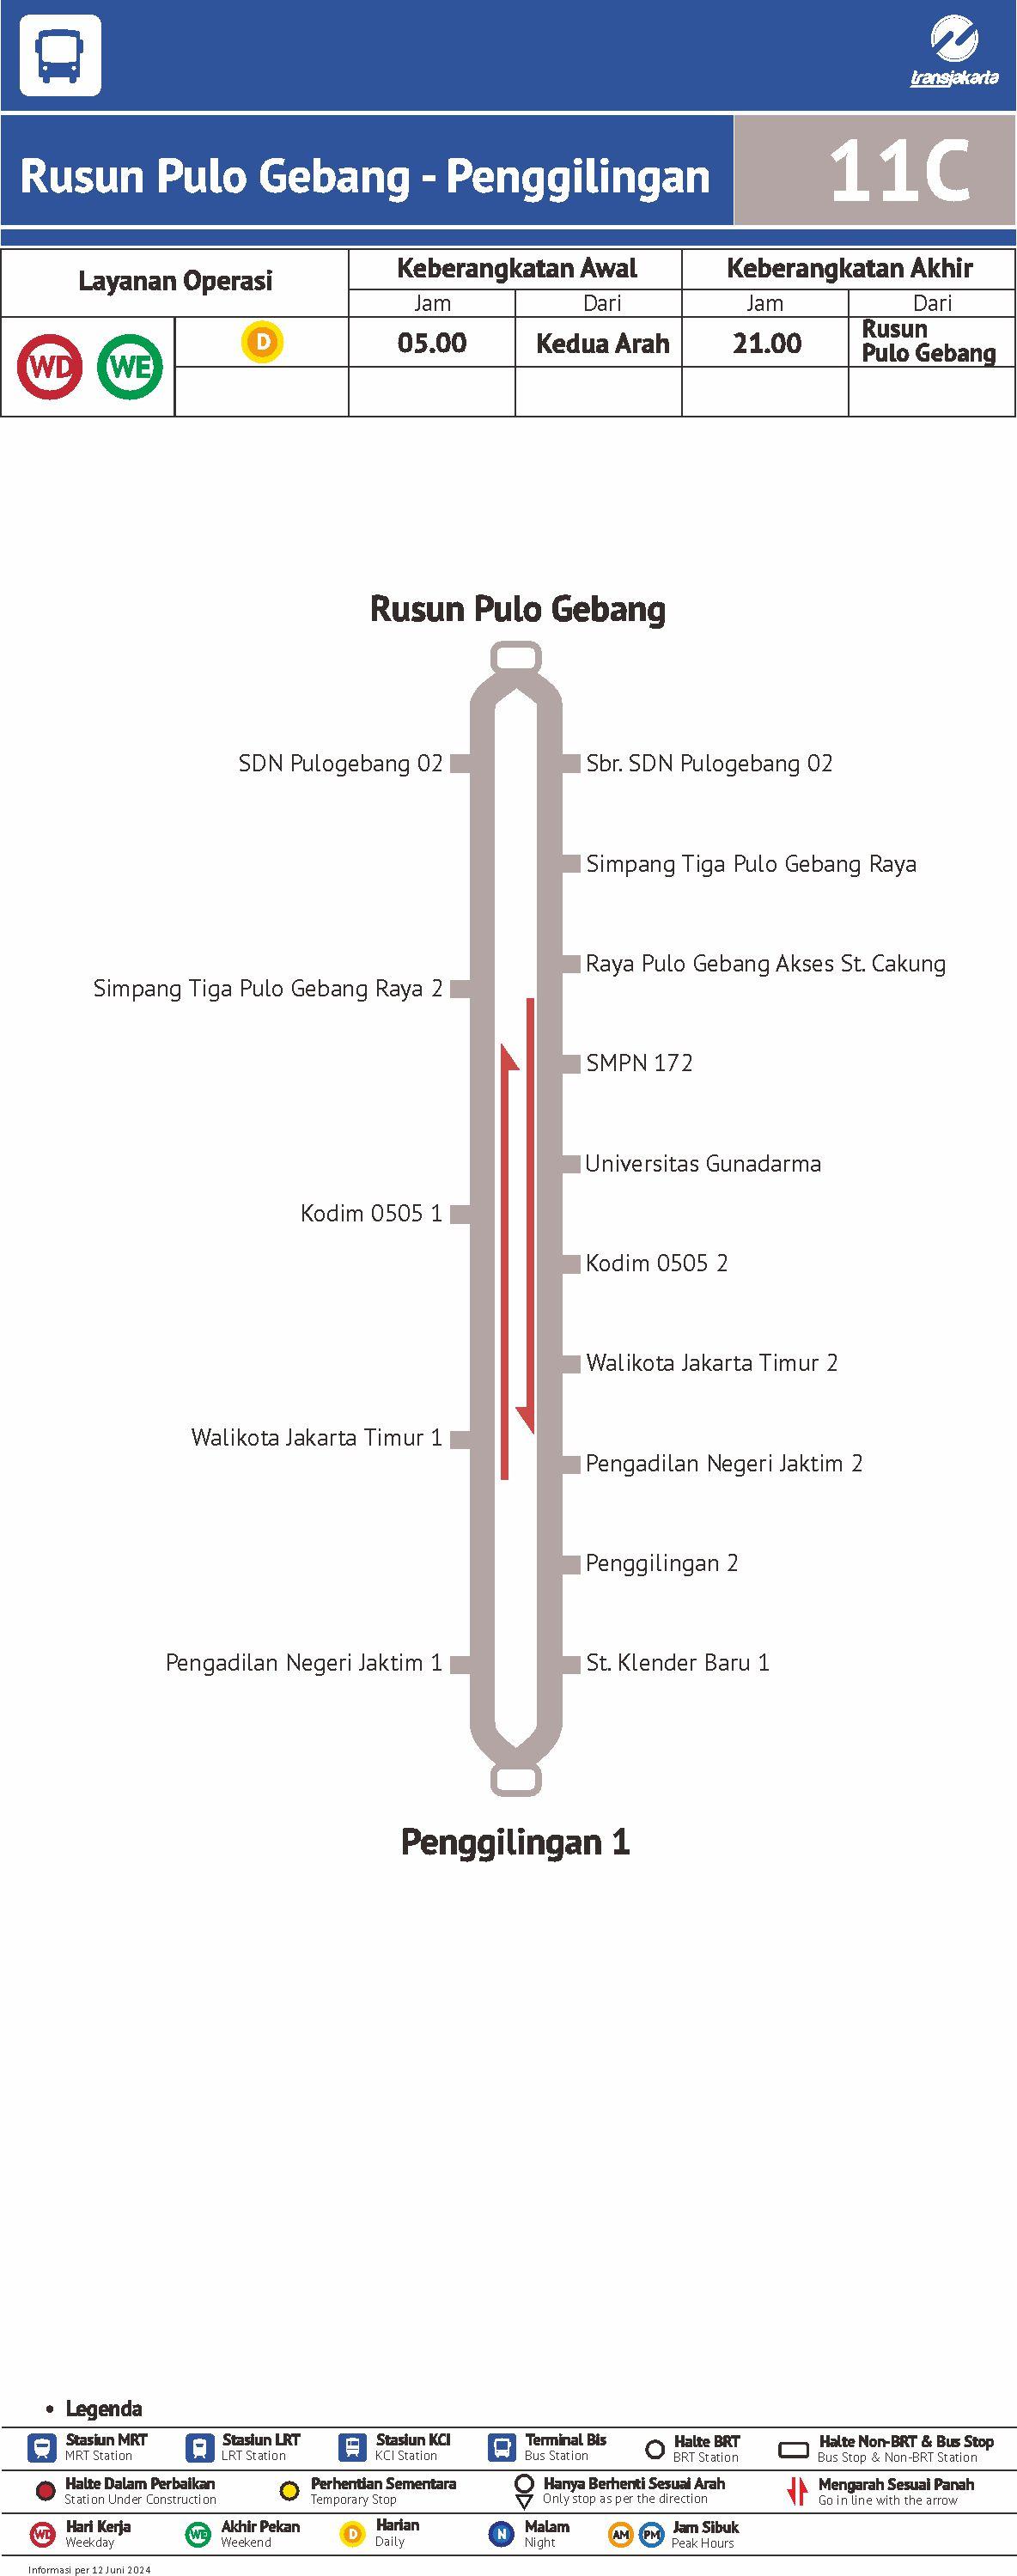 transjakarta
Rusun Pulo Gebang - Penggilingan
11C
Layanan Operasi
Keberangkatan Awal
Keberangkatan Akhir
Jam
Dari
Jam
Dari
WD
WE
D
05.00
Kedua Arah
21.00
Rusun
Pulo Gebang
Rusun Pulo Gebang
SDN Pulogebang 02
Sbr. SDN Pulogebang 02
Simpang Tiga Pulo Gebang Raya
Raya Pulo Gebang Akses St. Cakung
Simpang Tiga Pulo Gebang Raya 2
SMPN 172
Universitas Gunadarma
Kodim 0505 1
Kodim 0505 2
Walikota Jakarta Timur 2
Walikota Jakarta Timur 1
Pengadilan Negeri Jaktim 2
Penggilingan 2
Pengadilan Negeri Jaktim 1
St. Klender Baru 1
Penggilingan 1
• Legenda
Stasiun MRT
MRT Station
Stasiun LRT
LRT Station
Stasiun KCI
KCI Station
Terminal Bis
Bus Station
Halte BRT
BRT Station
Halte Non-BRT & Bus Stop
Bus Stop & Non-BRT Station
Halte Dalam Perbaikan
Station Under Construction
Perhentian Sementara
Temporary Stop
Hanya Berhenti Sesuai Arah
Only stop as per the direction
Mengarah Sesuai Panah
Go in line with the arrow
WD
Hari Kerja
Weekday
WE
Akhir Pekan
Weekend
D
Harian
Daily
N
Malam
Night
AM
PM
Jam Sibuk
Peak Hours
Informasi per 12 Juni 2024